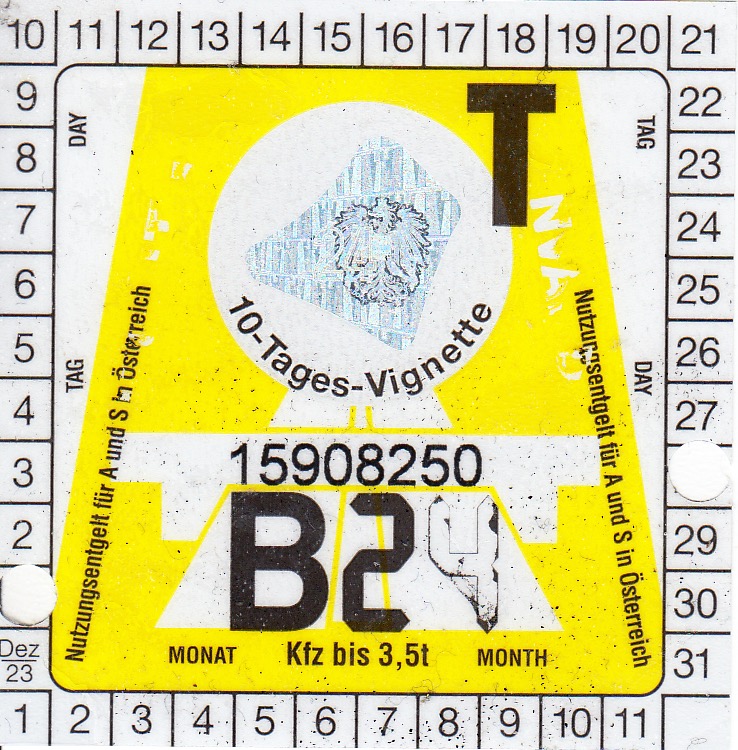 10 11 12 13 14 15 16 17 18 19 20 21
9
8
7
6
5
4
3
2
Dez
23
DAY
TAG
T
TAG
DAY
10-Tages-Vignette
Nutzungsentgelt für A und S in Österreich
Nutzungsentgelt für A und S in Österreich
15908250
B24
MONAT Kfz bis 3,5t MONTH
22
23
24
25
26
27
29
30
31
1 2 3 4 5 6 7 8 9 10 11